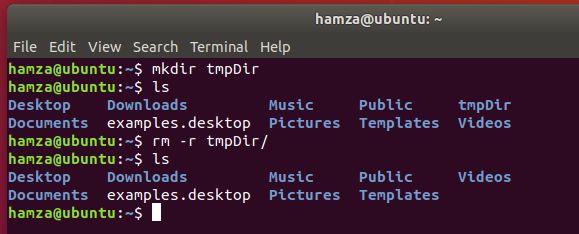 hamza@ubuntu: ~
File Edit View Search Terminal Help
hamza@ubuntu:~$ mkdir tmpDir
hamza@ubuntu:~$ ls
Desktop Downloads Music Public tmpDir
Documents examples.desktop Pictures Templates Videos
hamza@ubuntu:~$ rm -r tmpDir/
hamza@ubuntu:~$ ls
Desktop Downloads Music Public Videos
Documents examples.desktop Pictures Templates
hamza@ubuntu:~$